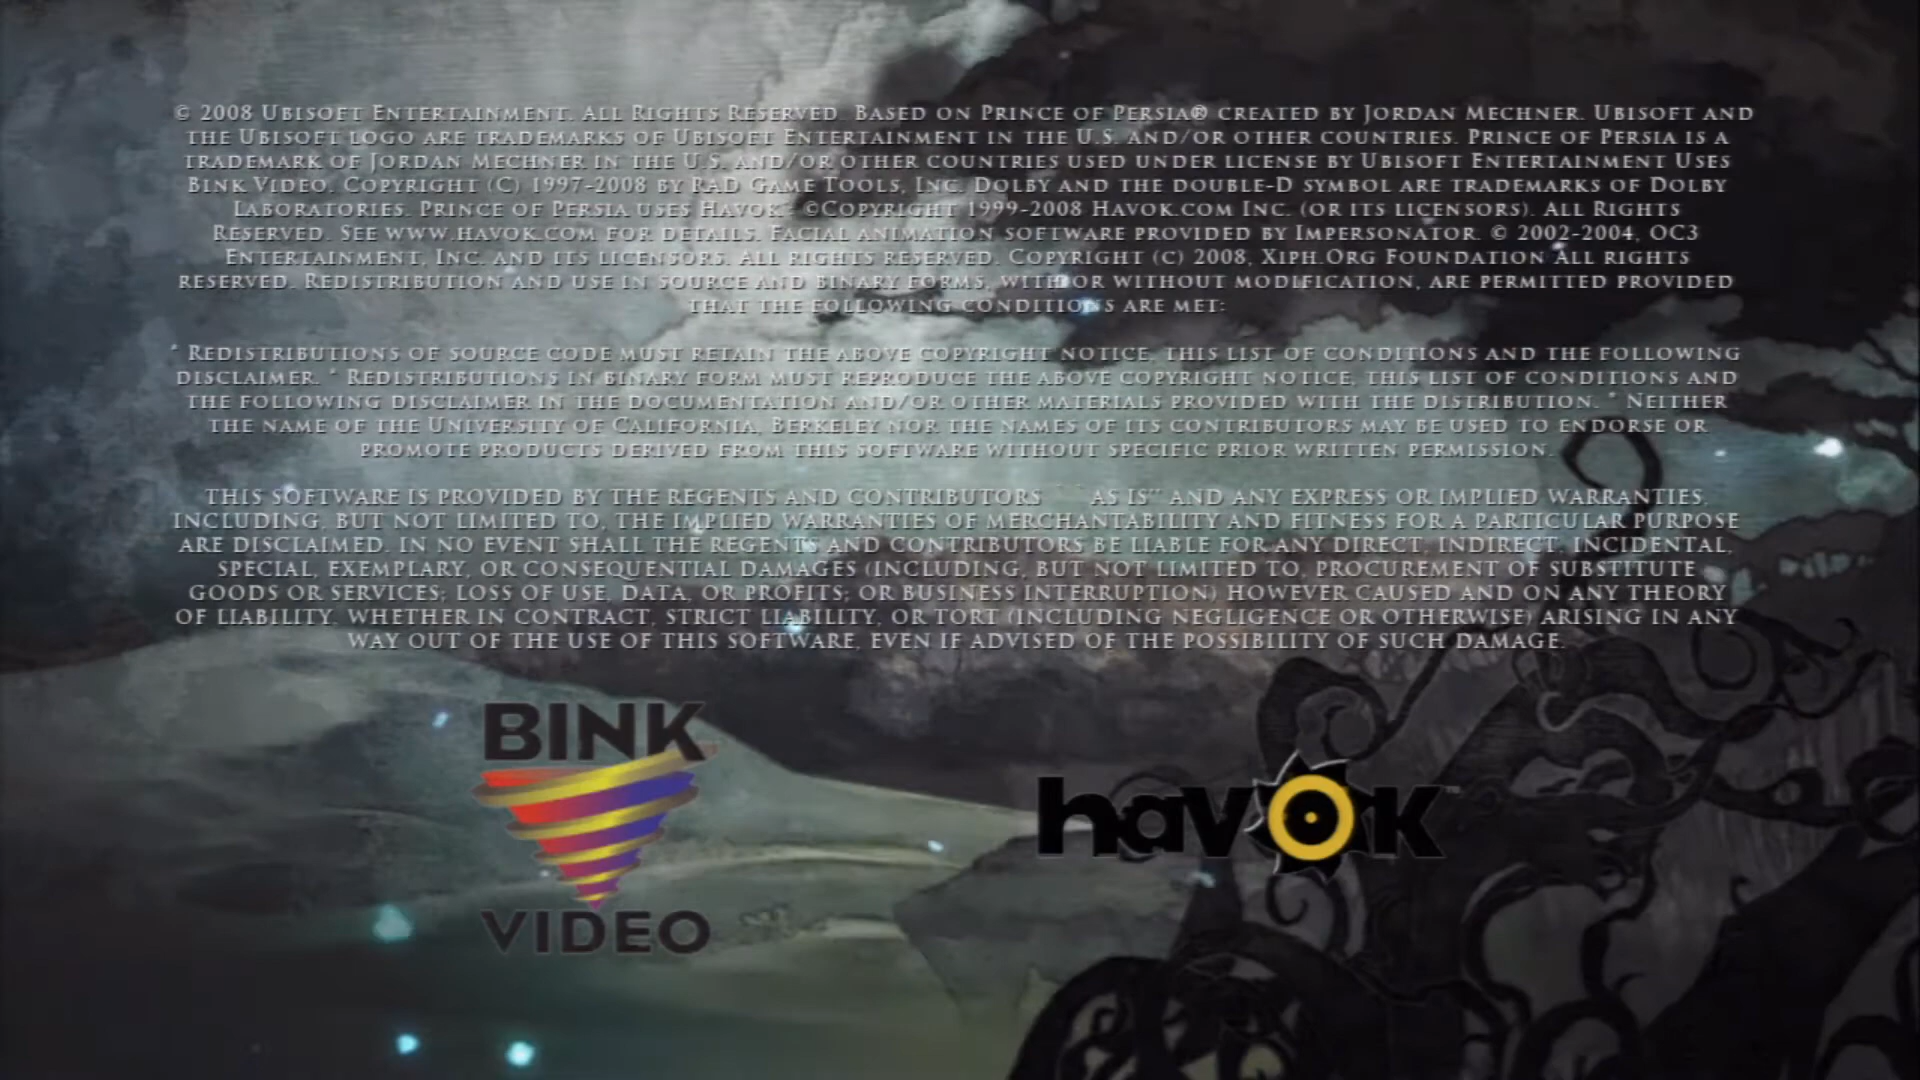 © 2008 Ubisoft Entertainment. All Rights Reserved. Based on Prince of Persia® created by Jordan Mechner. Ubisoft and
the Ubisoft logo are trademarks of Ubisoft Entertainment in the U.S. and/or other countries. Prince of Persia is a
trademark of Jordan Mechner in the U.S. and/or other countries used under license by Ubisoft Entertainment Uses
Bink Video. Copyright (C) 1997-2008 by RAD Game Tools, Inc. Dolby and the double-D symbol are trademarks of Dolby
Laboratories. Prince of Persia uses Havok - ©Copyright 1999-2008 Havok.com Inc. (or its licensors). All Rights
Reserved. See www.havok.com for details. Facial animation software provided by Impersonator © 2002-2004, OC3
Entertainment, Inc. and its licensors. All rights reserved. Copyright (c) 2008, Xiph.Org Foundation All rights
reserved. Redistribution and use in source and binary forms, with or without modification, are permitted provided
that the following conditions are met:
* Redistributions of source code must retain the above copyright notice, this list of conditions and the following
disclaimer. * Redistributions in binary form must reproduce the above copyright notice, this list of conditions and
the following disclaimer in the documentation and/or other materials provided with the distribution. * Neither
the name of the University of California, Berkeley nor the names of its contributors may be used to endorse or
promote products derived from this software without specific prior written permission.
THIS SOFTWARE IS PROVIDED BY THE REGENTS AND CONTRIBUTORS AS IS" AND ANY EXPRESS OR IMPLIED WARRANTIES,
INCLUDING, BUT NOT LIMITED TO, THE IMPLIED WARRANTIES OF MERCHANTABILITY AND FITNESS FOR A PARTICULAR PURPOSE
ARE DISCLAIMED. IN NO EVENT SHALL THE REGENTS AND CONTRIBUTORS BE LIABLE FOR ANY DIRECT, INDIRECT, INCIDENTAL,
SPECIAL, EXEMPLARY, OR CONSEQUENTIAL DAMAGES (INCLUDING, BUT NOT LIMITED TO, PROCUREMENT OF SUBSTITUTE
GOODS OR SERVICES; LOSS OF USE, DATA, OR PROFITS; OR BUSINESS INTERRUPTION) HOWEVER CAUSED AND ON ANY THEORY
OF LIABILITY, WHETHER IN CONTRACT, STRICT LIABILITY, OR TORT (INCLUDING NEGLIGENCE OR OTHERWISE) ARISING IN ANY
WAY OUT OF THE USE OF THIS SOFTWARE, EVEN IF ADVISED OF THE POSSIBILITY OF SUCH DAMAGE.
BINK
VIDEO
havok™